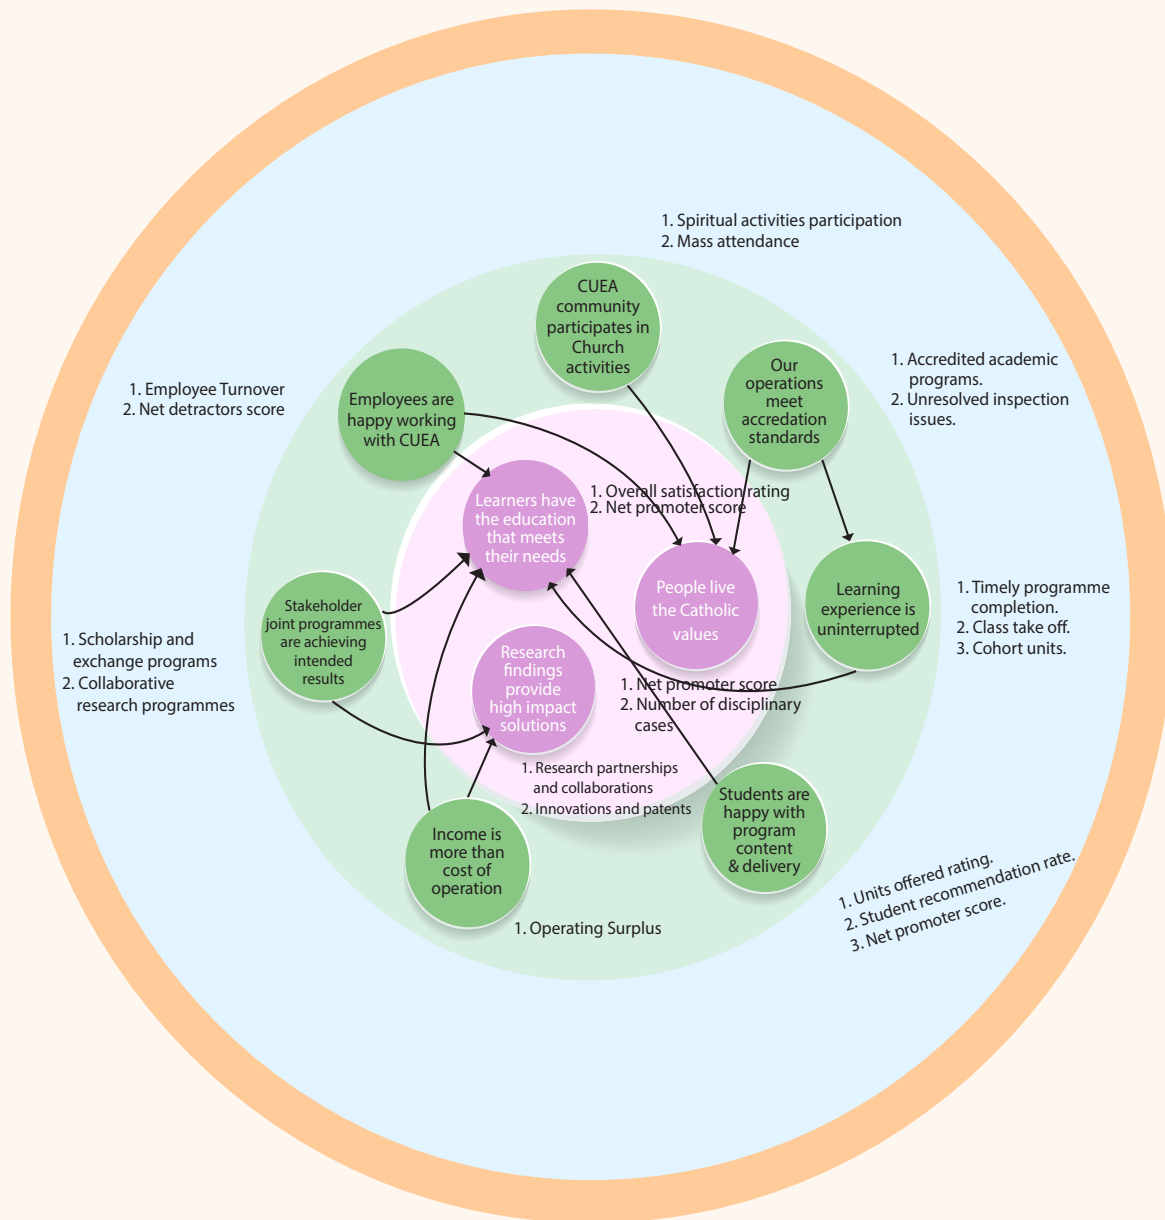 1. Spiritual activities participation
2. Mass attendance
CUEA
community
participates in
Church
activities
Our
operations
meet
accredation
standards
1. Accredited academic
programs.
2. Unresolved inspection
issues.
1. Employee Turnover
2. Net detractors score
Employees are
happy working
with CUEA
Learners have
the education
that meets
their needs
1. Overall satisfaction rating
2. Net promoter score
People live
the Catholic
values
Learning
experience is
uninterrupted
1. Timely programme
completion.
2. Class take off.
3. Cohort units.
Stakeholder
joint programmes
are achieving
intended
results
1. Scholarship and
exchange programs
2. Collaborative
research programmes
Research
findings
provide
high impact
solutions
1. Net promoter score
2. Number of disciplinary
cases
1. Research partnerships
and collaborations
2. Innovations and patents
Students are
happy with
program
content
& delivery
Income is
more than
cost of
operation
1. Operating Surplus
1. Units offered rating.
2. Student recommendation rate.
3. Net promoter score.